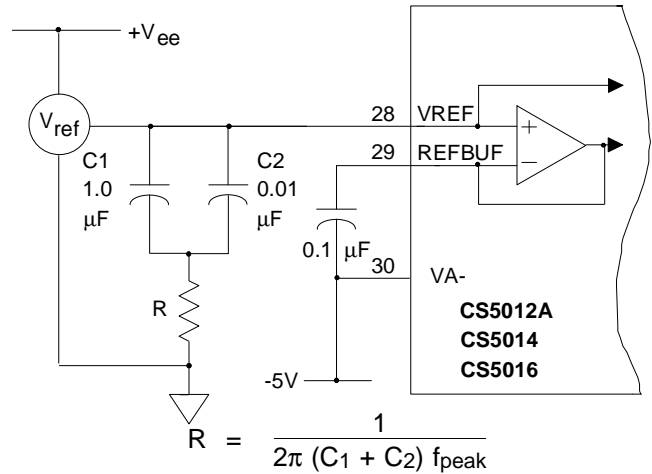 +Vee
Vref
28 VREF
+
29 REFBUF
−
C1
1.0
μF
C2
0.01
μF
0.1 μF
30 VA-
R
-5V
CS5012A
CS5014
CS5016
R = 1 / 2π (C1 + C2) fpeak